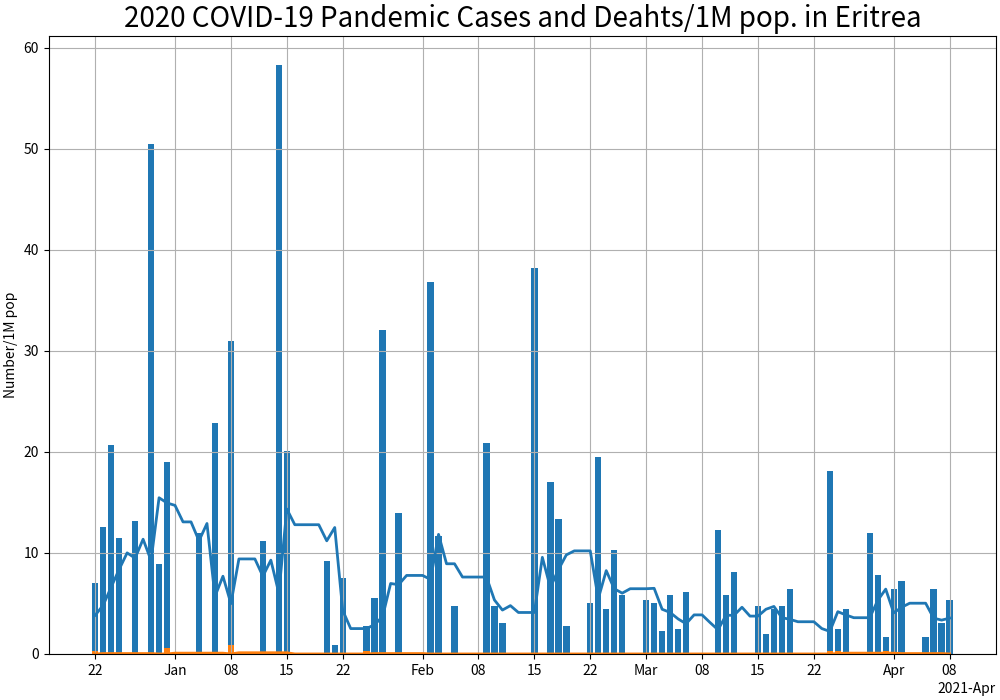 2020 COVID-19 Pandemic Cases and Deahts/1M pop. in Eritrea
Number/1M pop
60
50
40
30
20
10
0
22 Jan 08 15 22 Feb 08 15 22 Mar 08 15 22 Apr 08
2021-Apr